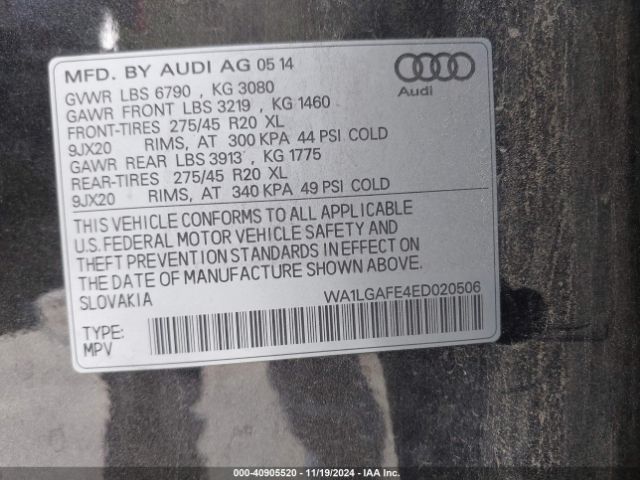 MFD. BY AUDI AG 05 14
GVWR LBS 6790 , KG 3080
GAWR FRONT LBS 3219 , KG 1460
FRONT-TIRES 275/45 R20 XL
9JX20 RIMS, AT 300 KPA 44 PSI COLD
GAWR REAR LBS 3913 , KG 1775
REAR-TIRES 275/45 R20 XL
9JX20 RIMS, AT 340 KPA 49 PSI COLD
Audi
THIS VEHICLE CONFORMS TO ALL APPLICABLE
U.S. FEDERAL MOTOR VEHICLE SAFETY AND
THEFT PREVENTION STANDARDS IN EFFECT ON
THE DATE OF MANUFACTURE SHOWN ABOVE.
SLOVAKIA
WA1LGAFE4ED020506
TYPE:
MPV
000-40905520 - 11/19/2024 - IAA Inc.